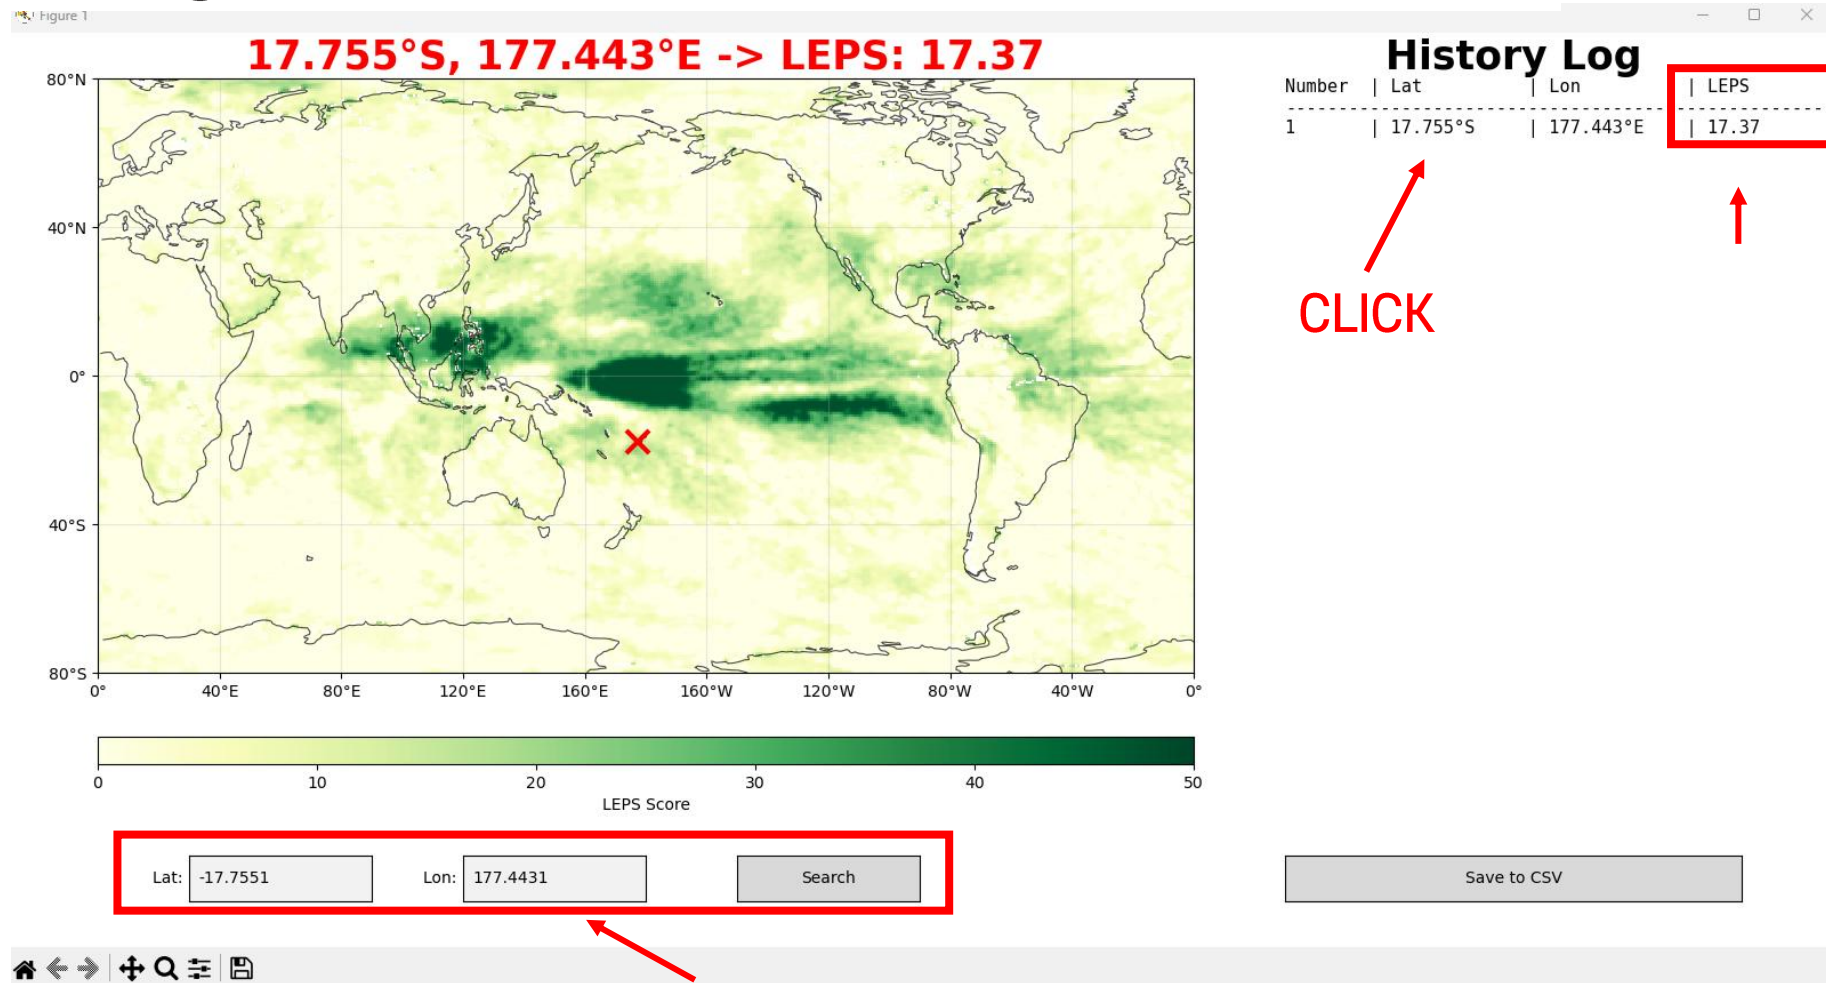 Figure 1
17.755°S, 177.443°E -> LEPS: 17.37
History Log
Number | Lat | Lon | LEPS
1 | 17.755°S | 177.443°E | 17.37
CLICK
80°N
40°N
0°
40°S
80°S
0° 40°E 80°E 120°E 160°E 160°W 120°W 80°W 40°W 0°
0 10 20 30 40 50
LEPS Score
Lat: -17.7551 Lon: 177.4431 Search
Save to CSV